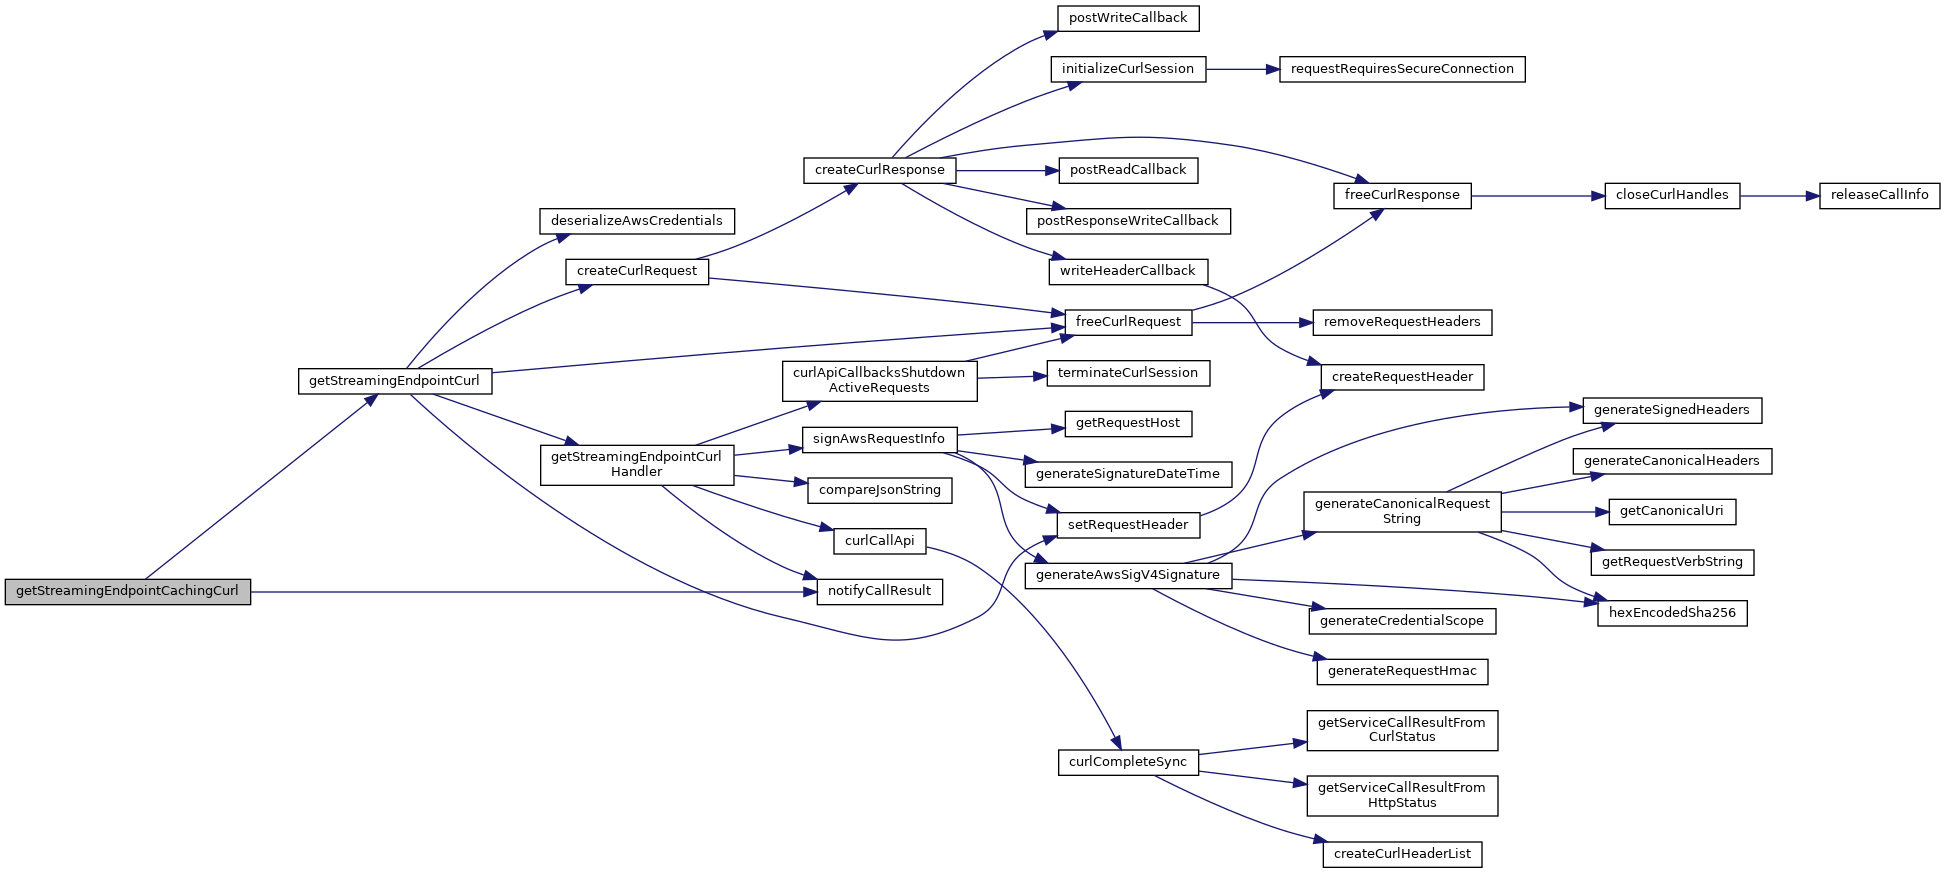 postWriteCallback
initializeCurlSession
requestRequiresSecureConnection
createCurlResponse
postReadCallback
freeCurlResponse
closeCurlHandles
releaseCallInfo
deserializeAwsCredentials
postResponseWriteCallback
createCurlRequest
writeHeaderCallback
freeCurlRequest
removeRequestHeaders
getStreamingEndpointCurl
curlApiCallbacksShutdown
ActiveRequests
terminateCurlSession
createRequestHeader
generateSignedHeaders
getRequestHost
signAwsRequestInfo
getStreamingEndpointCurl
Handler
generateCanonicalHeaders
generateSignatureDateTime
compareJsonString
generateCanonicalRequest
String
getCanonicalUri
setRequestHeader
curlCallApi
getRequestVerbString
generateAwsSigV4Signature
getStreamingEndpointCachingCurl
notifyCallResult
hexEncodedSha256
generateCredentialScope
generateRequestHmac
getServiceCallResultFrom
CurlStatus
curlCompleteSync
getServiceCallResultFrom
HttpStatus
createCurlHeaderList